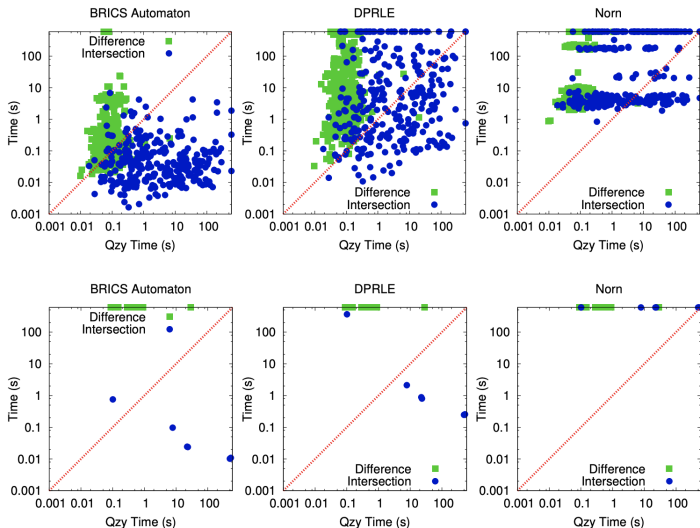 BRICS Automaton
DPRLE
Norn
Time (s)
100
10
1
0.1
0.01
0.001
Difference
Intersection
0.001 0.01 0.1 1 10 100
Qzy Time (s)
Time (s)
100
10
1
0.1
0.01
0.001
Difference
Intersection
0.001 0.01 0.1 1 10 100
Qzy Time (s)
Time (s)
100
10
1
0.1
0.01
0.001
Difference
Intersection
0.001 0.01 0.1 1 10 100
Qzy Time (s)
BRICS Automaton
DPRLE
Norn
Time (s)
100
10
1
0.1
0.01
0.001
Difference
Intersection
0.001 0.01 0.1 1 10 100
Qzy Time (s)
Time (s)
100
10
1
0.1
0.01
0.001
Difference
Intersection
0.001 0.01 0.1 1 10 100
Qzy Time (s)
Time (s)
100
10
1
0.1
0.01
0.001
Difference
Intersection
0.001 0.01 0.1 1 10 100
Qzy Time (s)